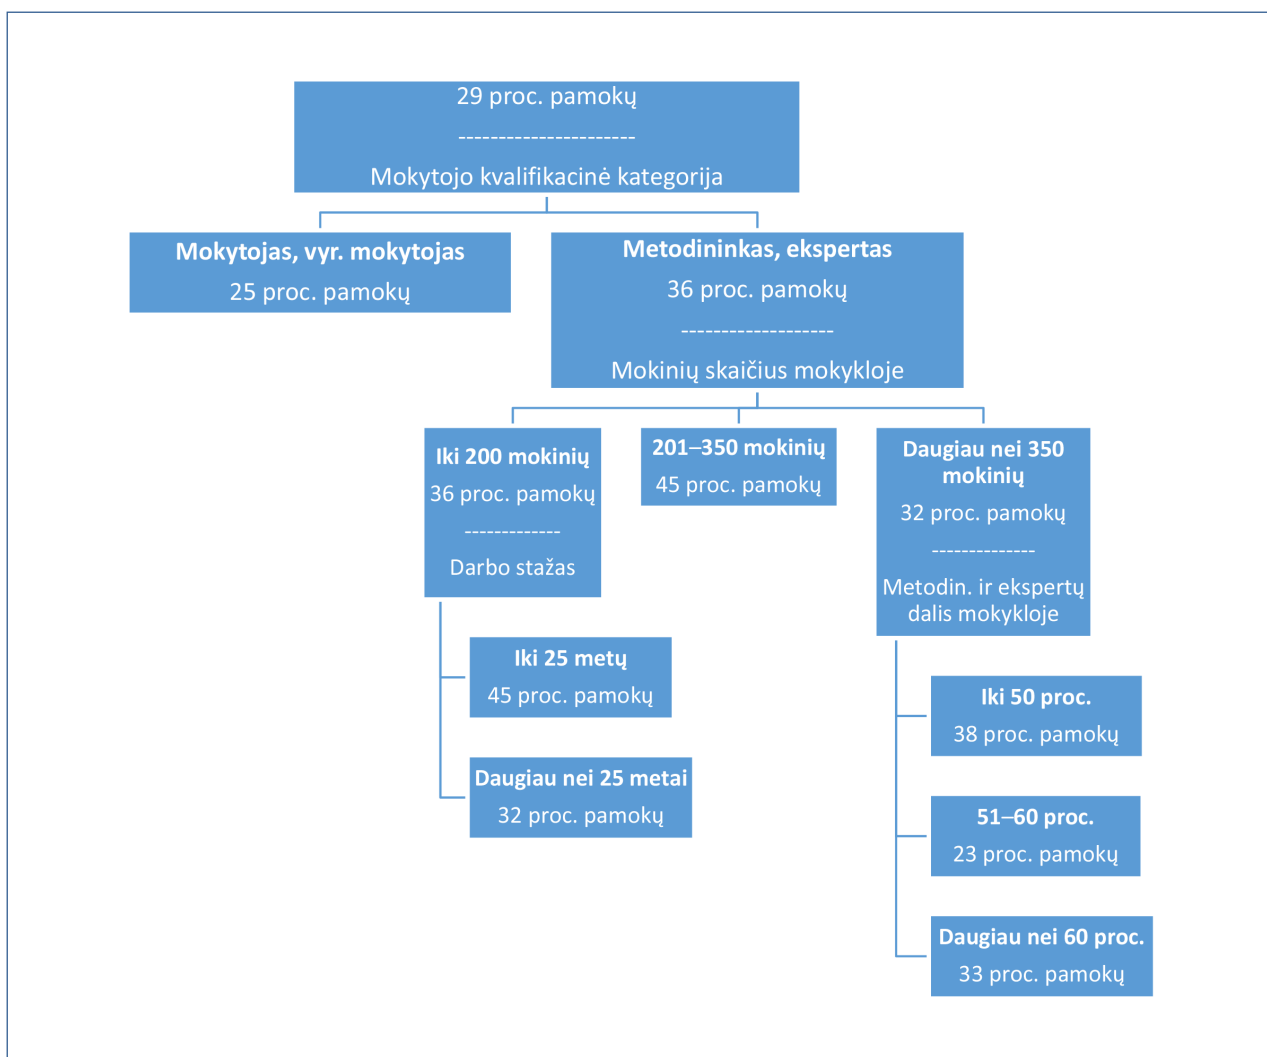 29 proc. pamokų
----------------------
Mokytojo kvalifikacinė kategorija
Mokytojas, vyr. mokytojas
25 proc. pamokų
Metodininkas, ekspertas
36 proc. pamokų
-------------------
Mokinių skaičius mokykloje
Iki 200 mokinių
36 proc. pamokų
-------------
Darbo stažas
201–350 mokinių
45 proc. pamokų
Daugiau nei 350
mokinių
32 proc. pamokų
--------------
Metodin. ir ekspertų
dalis mokykloje
Iki 25 metų
45 proc. pamokų
Daugiau nei 25 metai
32 proc. pamokų
Iki 50 proc.
38 proc. pamokų
51–60 proc.
23 proc. pamokų
Daugiau nei 60 proc.
33 proc. pamokų